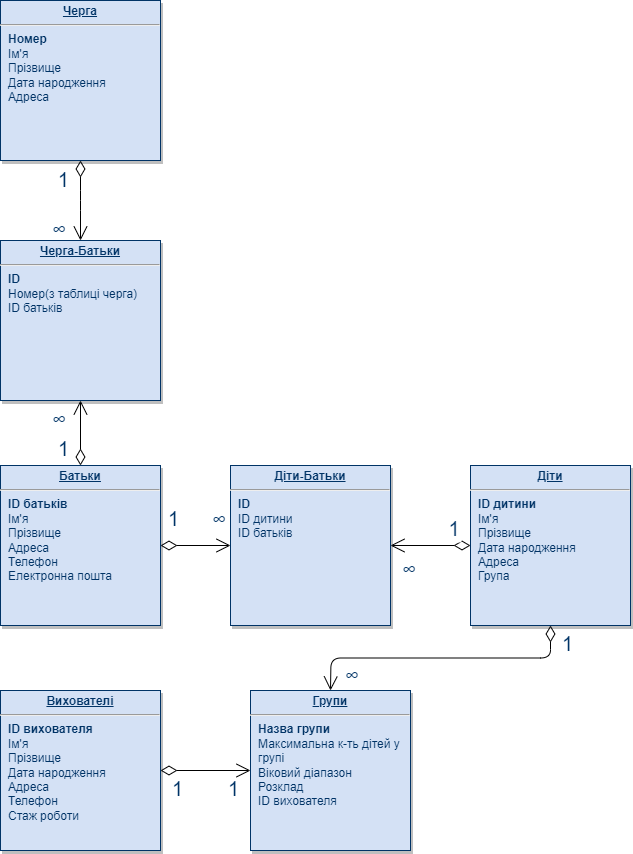 Черга
Номер
Ім'я
Прізвище
Дата народження
Адреса
1
∞
Черга-Батьки
ID
Номер(з таблиці черга)
ID батьків
∞
1
Батьки
ID батьків
Ім'я
Прізвище
Адреса
Телефон
Електронна пошта
1
∞
Діти-Батьки
ID
ID дитини
ID батьків
1
∞
Діти
ID дитини
Ім'я
Прізвище
Дата народження
Адреса
Група
1
∞
Вихователі
ID вихователя
Ім'я
Прізвище
Дата народження
Адреса
Телефон
Стаж роботи
1
1
Групи
Назва групи
Максимальна к-ть дітей у
групі
Віковий діапазон
Розклад
ID вихователя